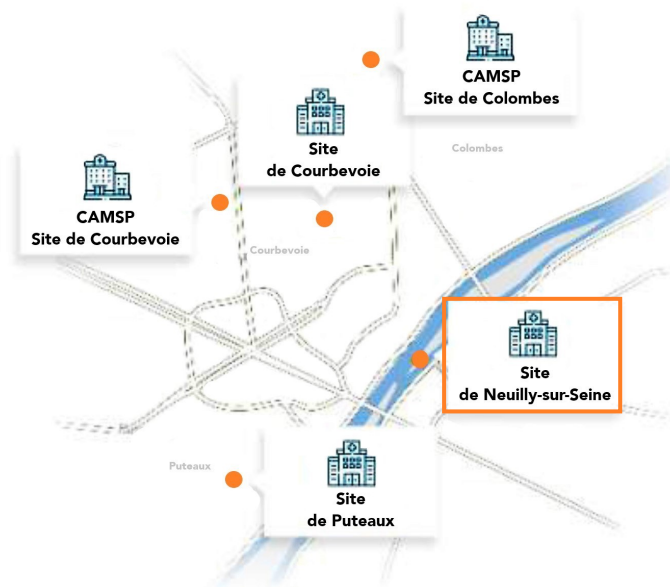 CAMSP
Site de Colombes
Site
de Courbevoie
Colombes
CAMSP
Site de Courbevoie
Courbevoie
Site
de Neuilly-sur-Seine
Puteaux
Site
de Puteaux